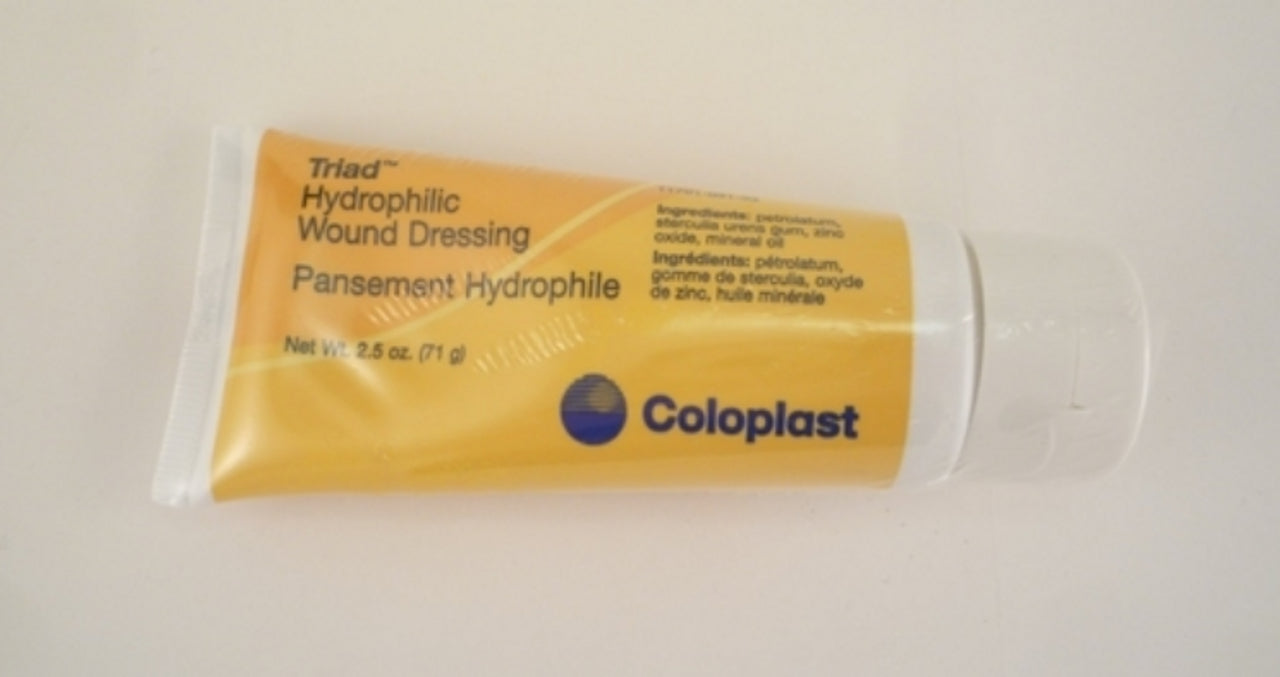 Triad™
Hydrophilic
Wound Dressing
Pansement Hydrophile
Net Wt. 2.5 oz. (71 g)
Ingredients: petrolatum,
sterculia urens gum, zinc
oxide, mineral oil
Ingrédients: pétrolatum,
gomme de sterculia, oxyde
de zinc, huile minérale
Coloplast